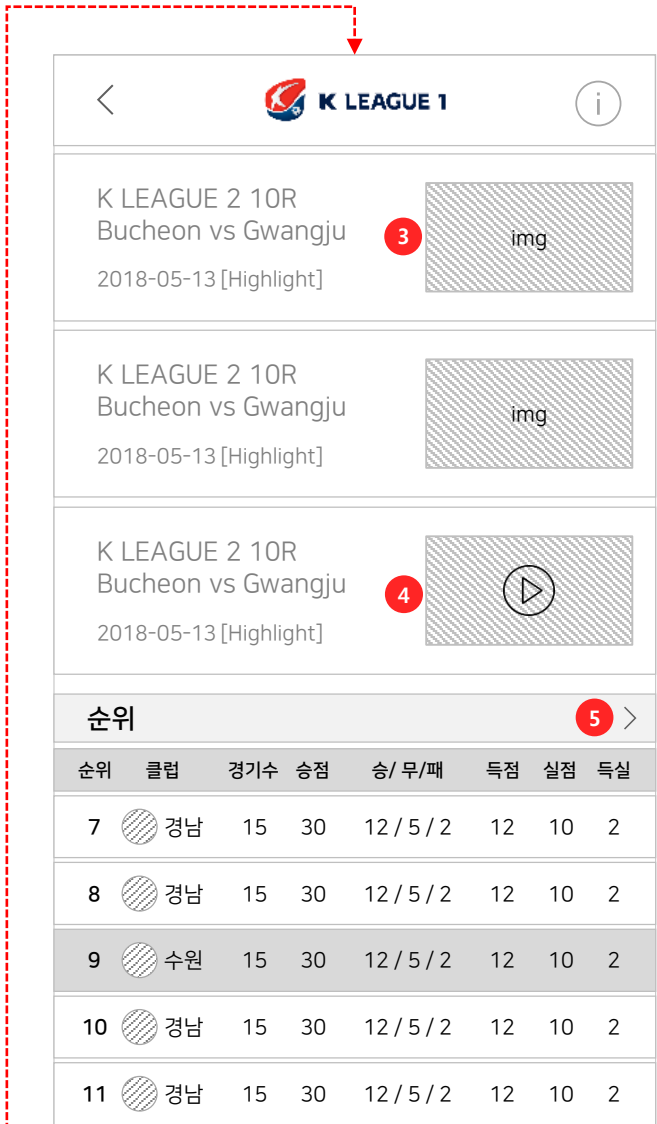 K LEAGUE 1
i
K LEAGUE 2 10R
Bucheon vs Gwangju
2018-05-13 [Highlight]
3
img
K LEAGUE 2 10R
Bucheon vs Gwangju
2018-05-13 [Highlight]
img
K LEAGUE 2 10R
Bucheon vs Gwangju
2018-05-13 [Highlight]
4
순위
5
순위 클럽 경기수 승점 승/ 무/패 득점 실점 득실
7 경남 15 30 12 / 5 / 2 12 10 2
8 경남 15 30 12 / 5 / 2 12 10 2
9 수원 15 30 12 / 5 / 2 12 10 2
10 경남 15 30 12 / 5 / 2 12 10 2
11 경남 15 30 12 / 5 / 2 12 10 2